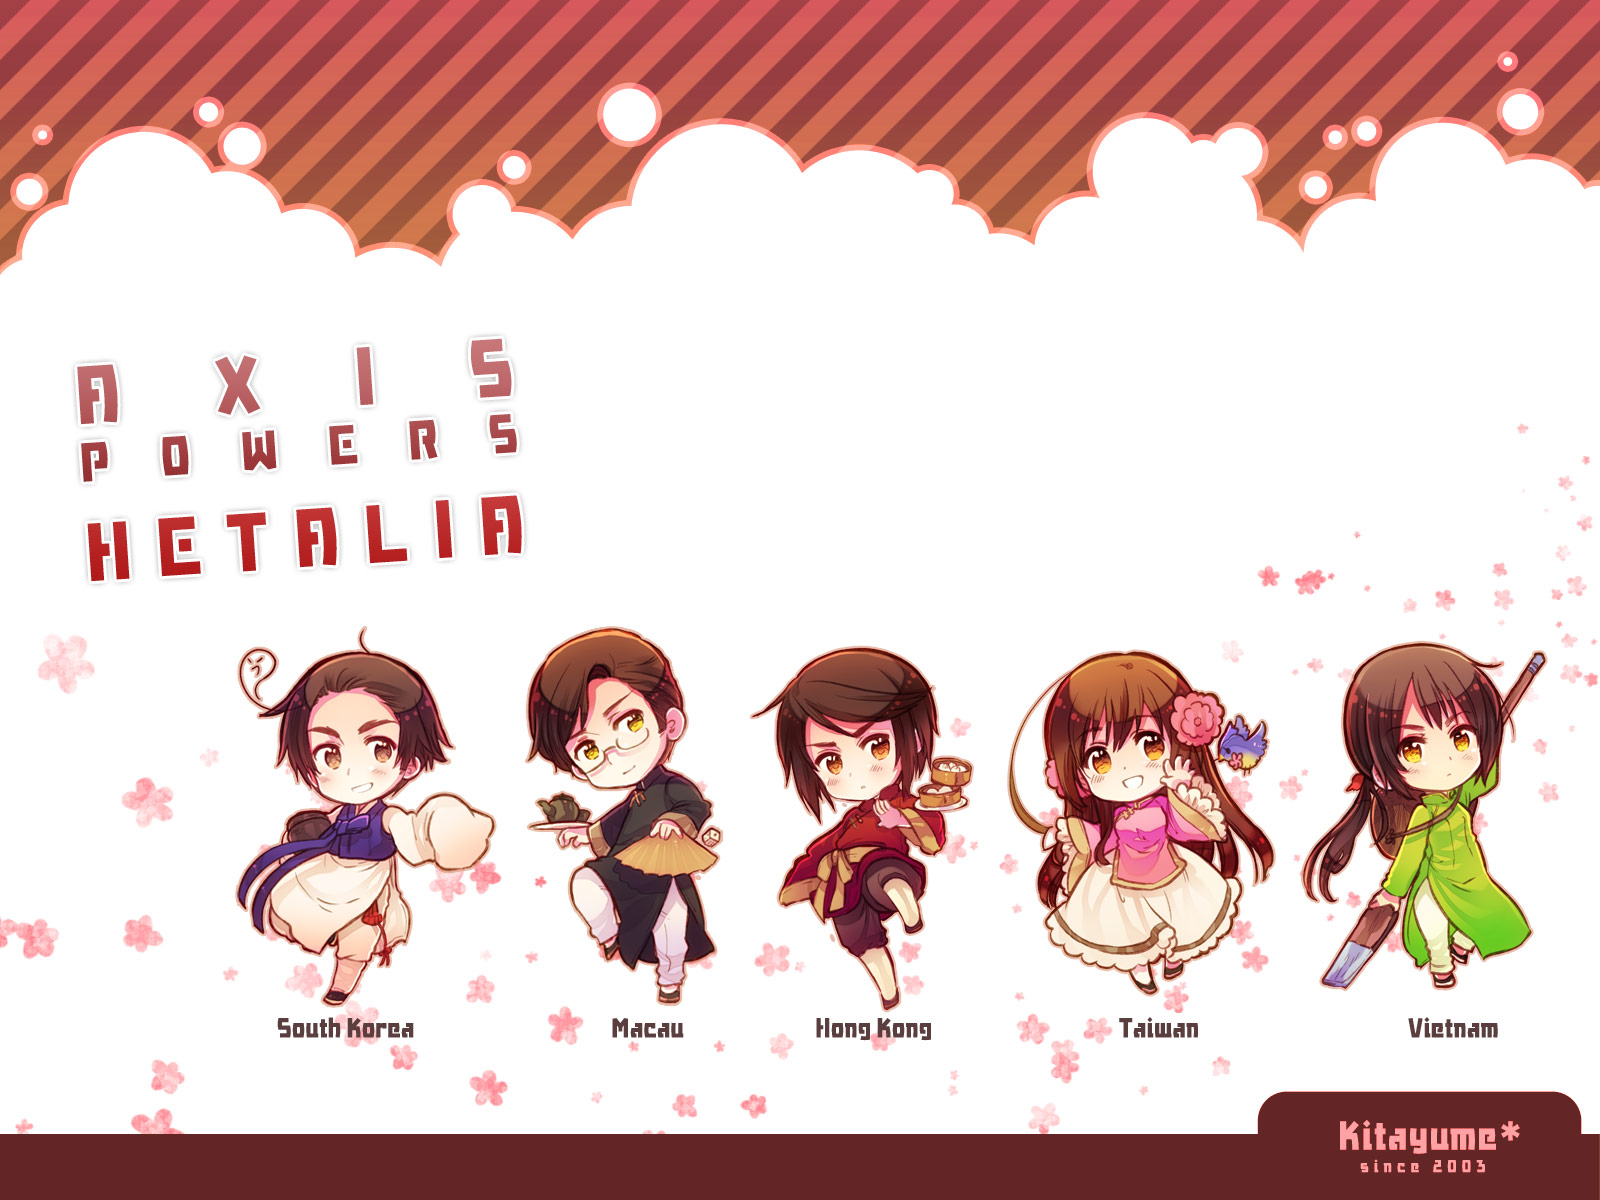 AXIS
POWERS
HETALIA
South Korea
Macau
Hong Kong
Taiwan
Vietnam
Kitayume*
since 2003